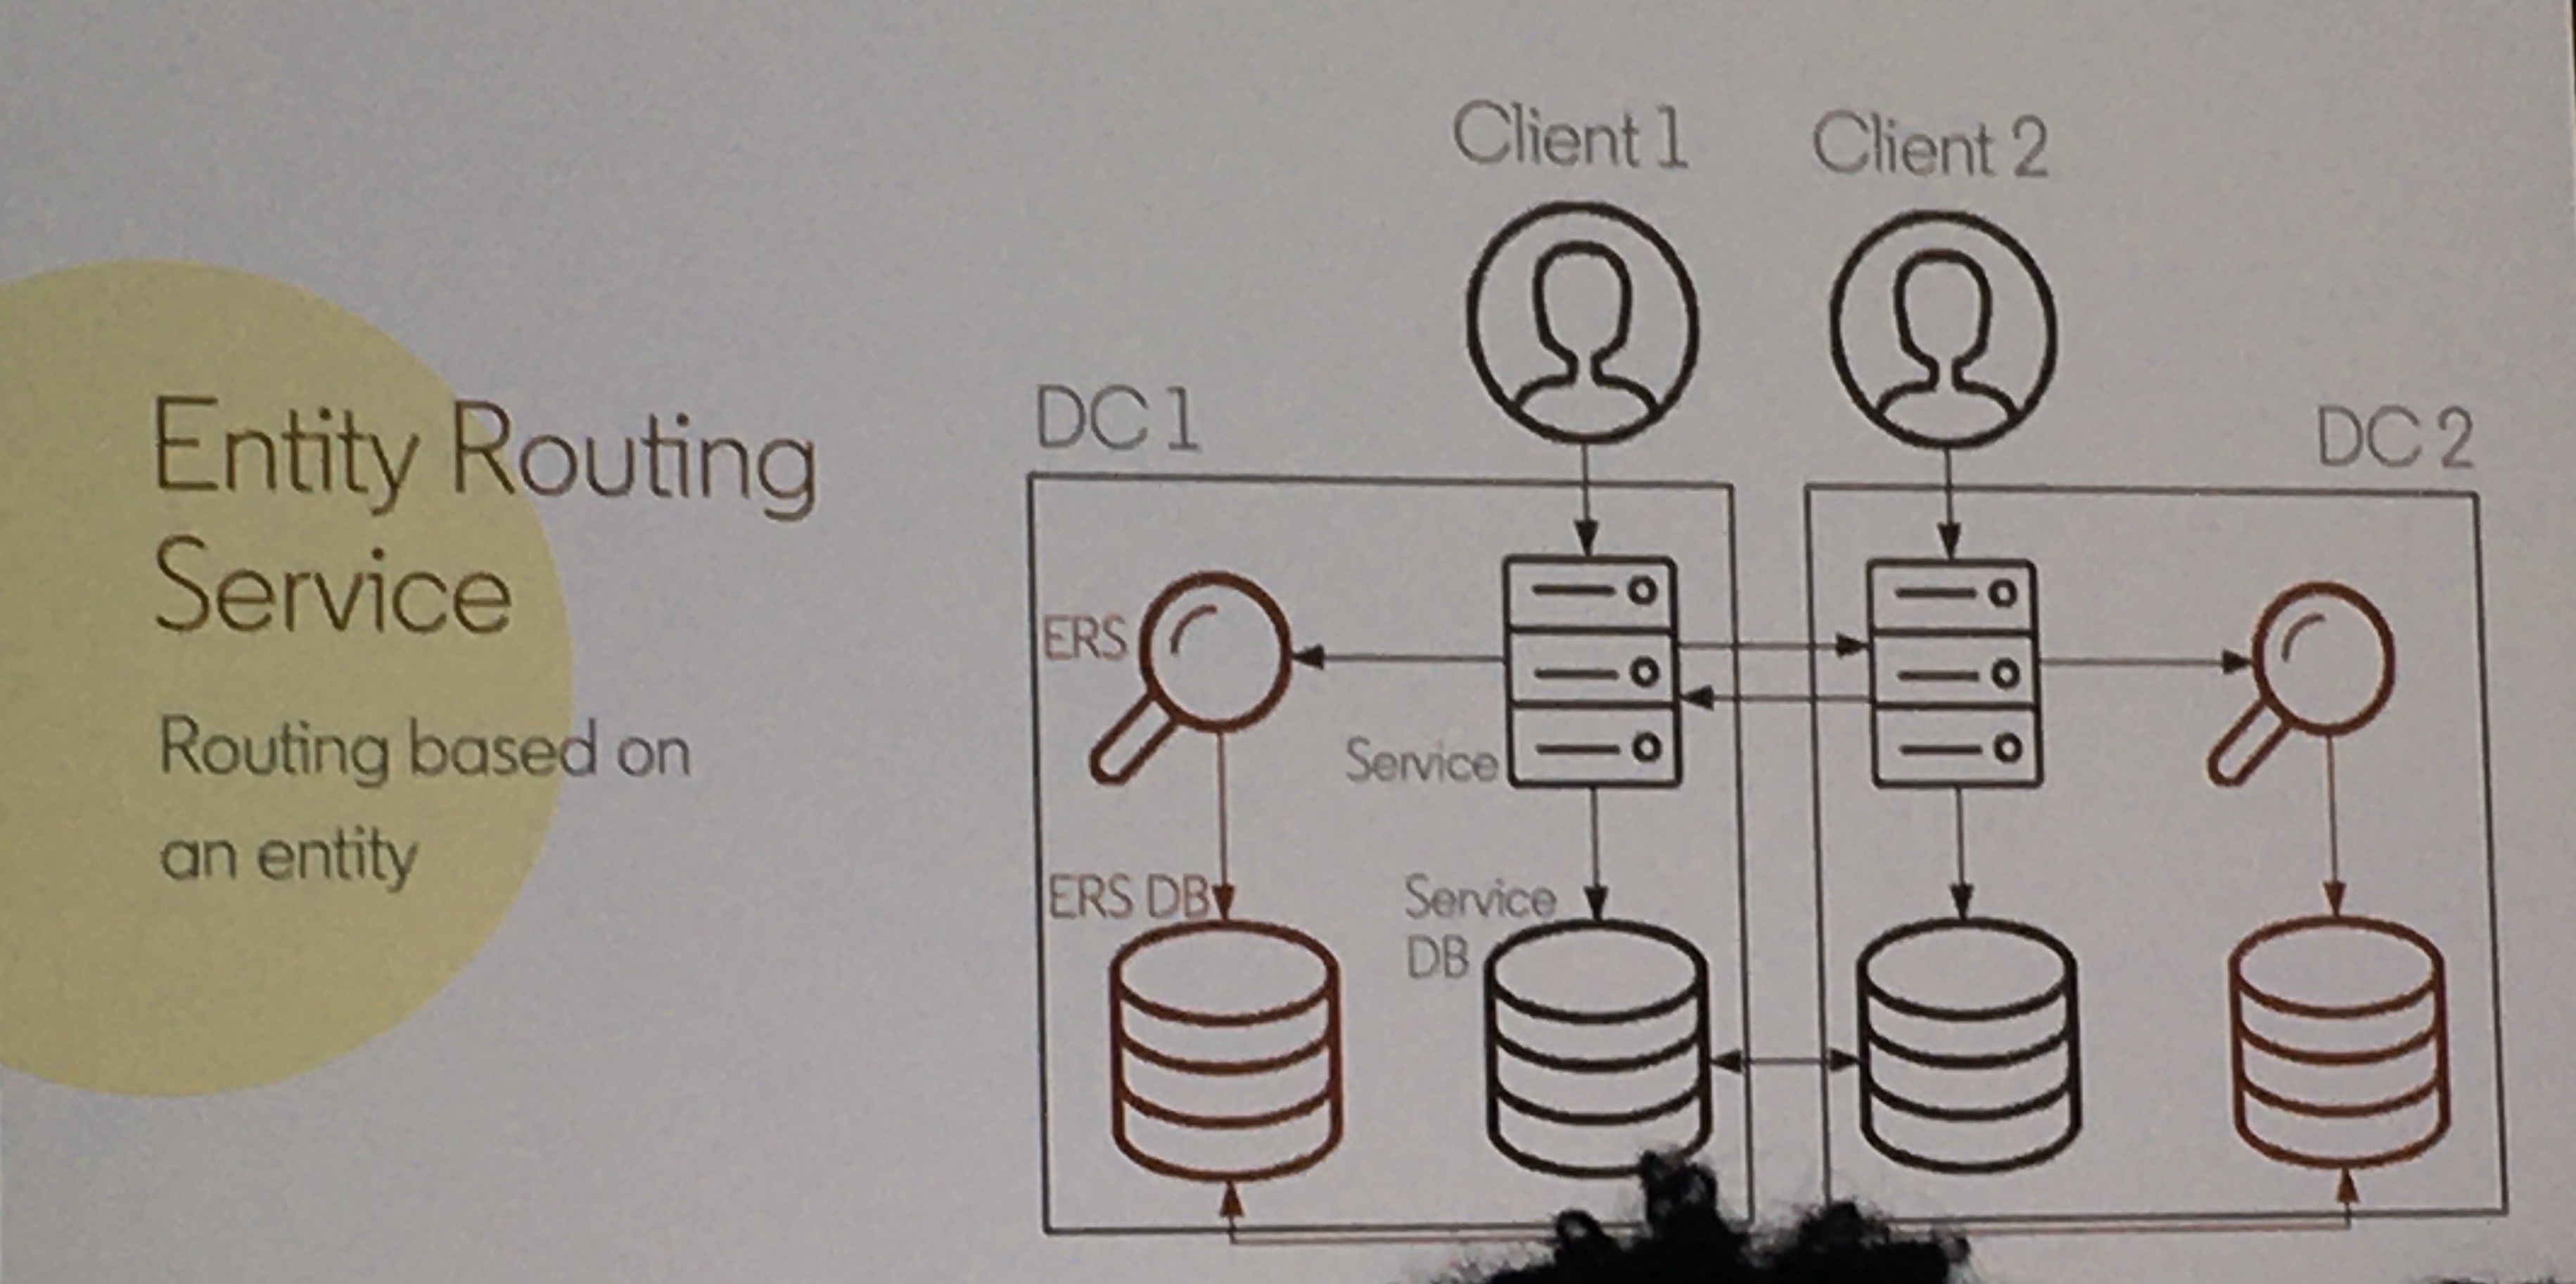 Entity Routing
Service
Routing based on
an entity
Client 1
Client 2
DC 1
DC 2
ERS
Service
ERS DB
Service
DB